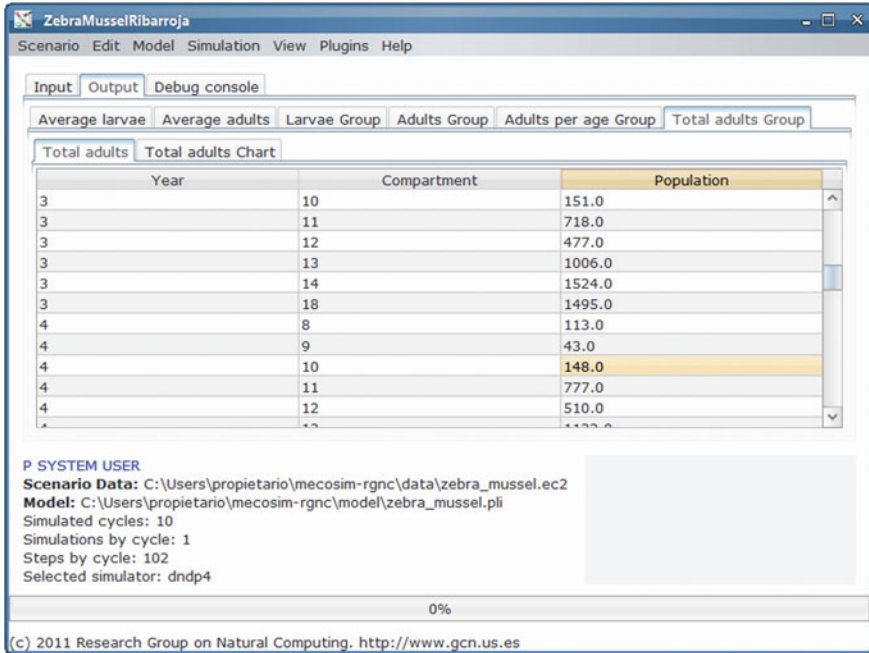 ZebraMusselRibarroja
Scenario Edit Model Simulation View Plugins Help
Input Output Debug console
Average larvae Average adults Larvae Group Adults Group Adults per age Group Total adults Group
Total adults Total adults Chart
Year Compartment Population
3 10 151.0
3 11 718.0
3 12 477.0
3 13 1006.0
3 14 1524.0
3 18 1495.0
4 8 113.0
4 9 43.0
4 10 148.0
4 11 777.0
4 12 510.0
P SYSTEM USER
Scenario Data: C:\Users\propietario\mecosim-rgnc\data\zebra_mussel.ec2
Model: C:\Users\propietario\mecosim-rgnc\model\zebra_mussel.pli
Simulated cycles: 10
Simulations by cycle: 1
Steps by cycle: 102
Selected simulator: dndp4
0%
(c) 2011 Research Group on Natural Computing. http://www.gcn.us.es